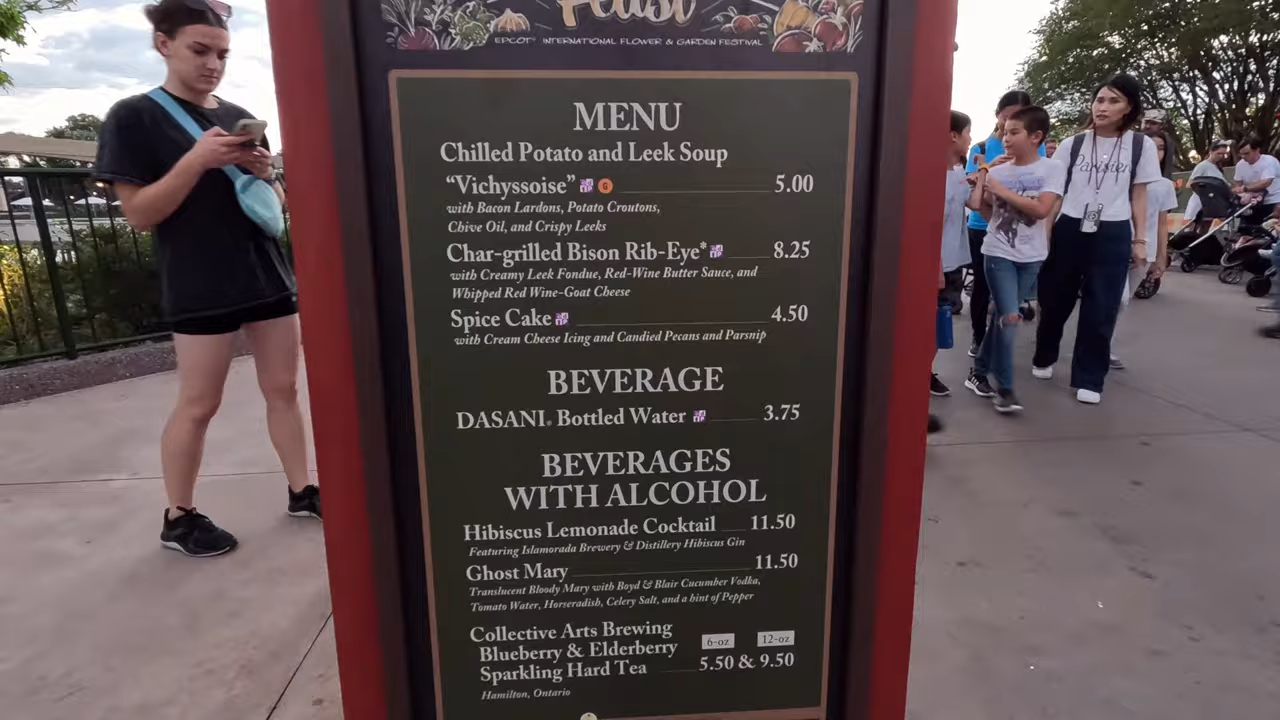 Feast
EPCOT® INTERNATIONAL FLOWER & GARDEN FESTIVAL
MENU
Chilled Potato and Leek Soup
“Vichyssoise” G 5.00
with Bacon Lardons, Potato Croutons,
Chive Oil, and Crispy Leeks
Char-grilled Bison Rib-Eye* 8.25
with Creamy Leek Fondue, Red-Wine Butter Sauce, and
Whipped Red Wine-Goat Cheese
Spice Cake 4.50
with Cream Cheese Icing and Candied Pecans and Parsnip
BEVERAGE
DASANI® Bottled Water 3.75
BEVERAGES
WITH ALCOHOL
Hibiscus Lemonade Cocktail 11.50
Featuring Islamorada Brewery & Distillery Hibiscus Gin
Ghost Mary 11.50
Translucent Bloody Mary with Boyd & Blair Cucumber Vodka,
Tomato Water, Horseradish, Celery Salt, and a hint of Pepper
Collective Arts Brewing
Blueberry & Elderberry 6-oz 12-oz
Sparkling Hard Tea 5.50 & 9.50
Hamilton, Ontario
Parisien